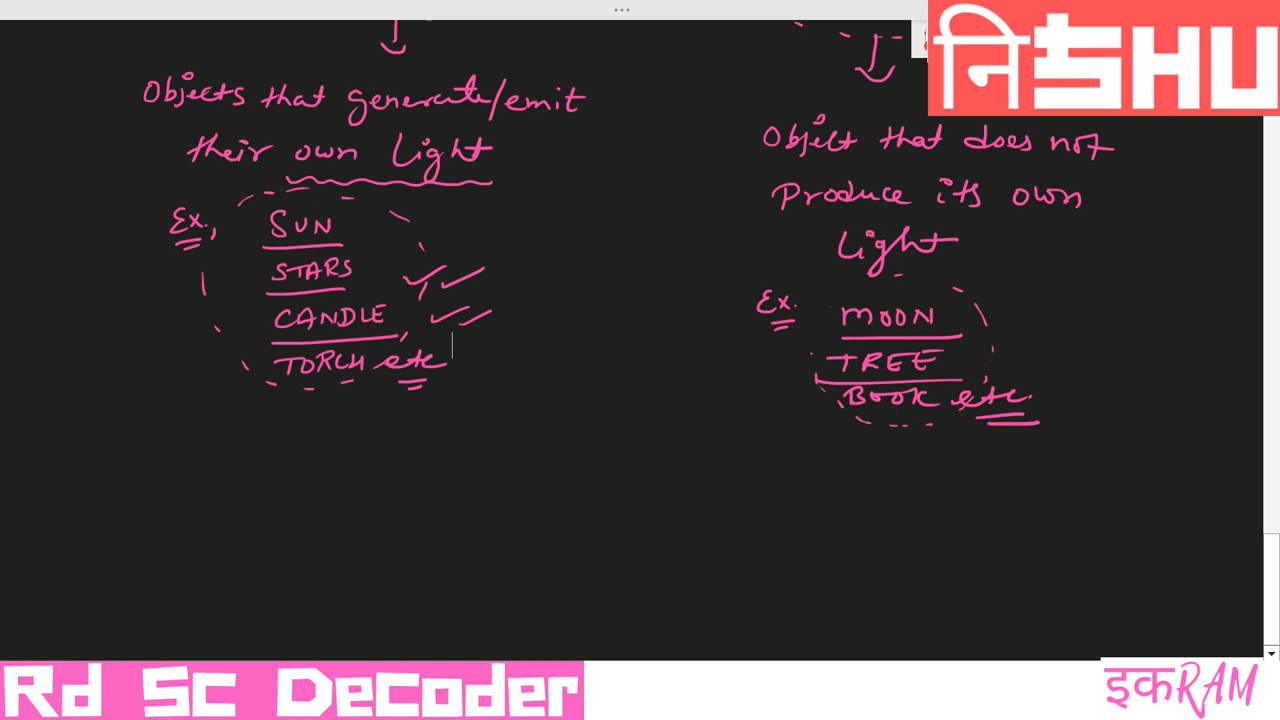 Objects that generate/emit
their own Light
Ex., SUN
STARS
CANDLE,
TORCH etc
Object that does not
Produce its own
Light
Ex. MOON
TREE
BOOK etc.
निSHU
Rd Sc Decoder
इकRAM